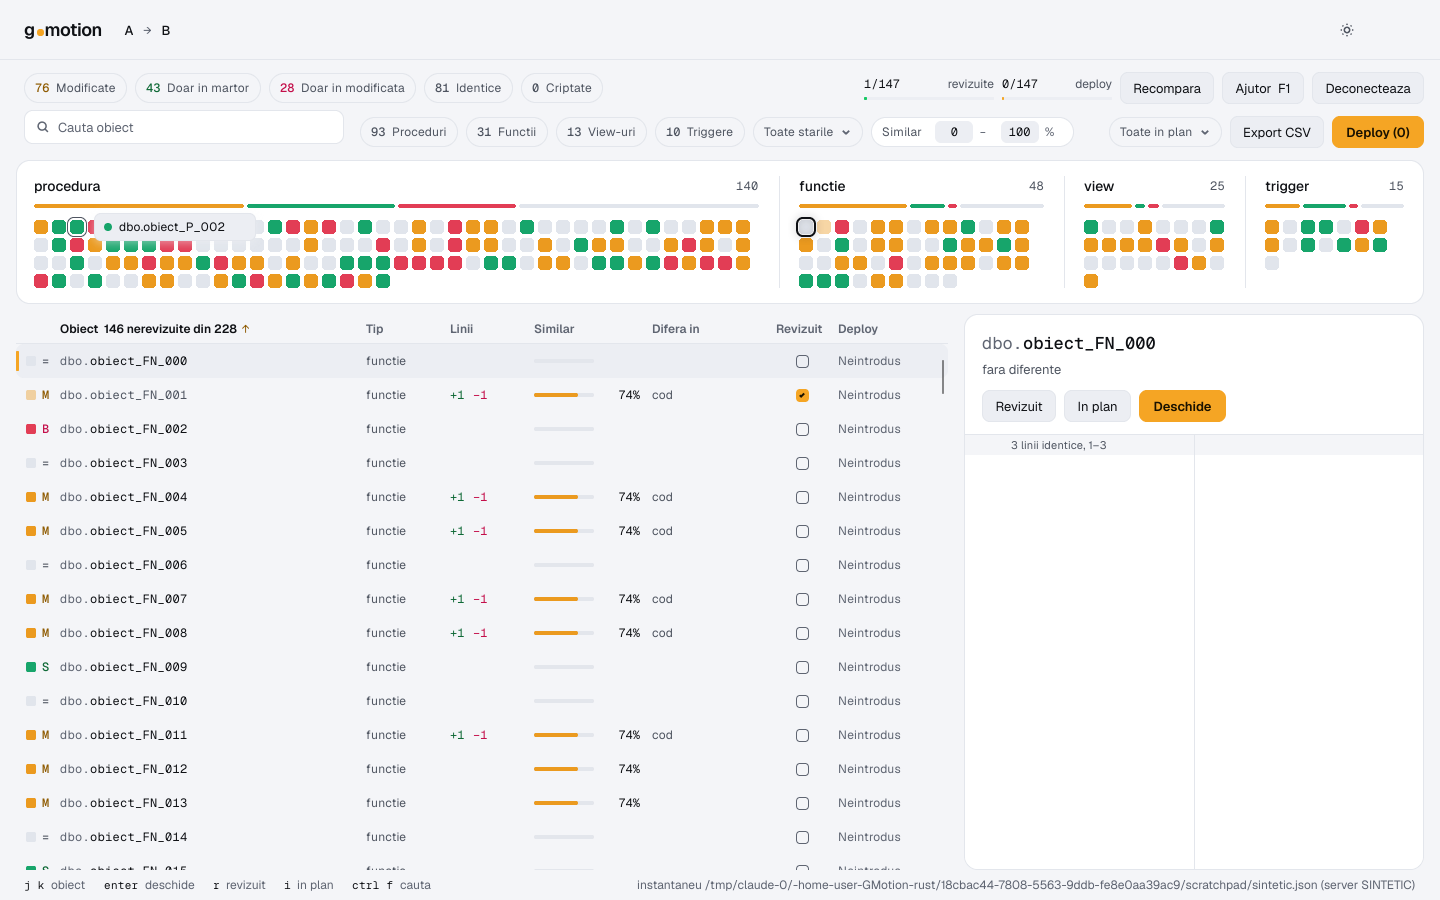 g●motion A → B
76 Modificate 43 Doar in martor 28 Doar in modificata 81 Identice 0 Criptate
1/147 revizuite 0/147 deploy Recompara Ajutor F1 Deconecteaza
Cauta obiect 93 Proceduri 31 Functii 13 View-uri 10 Triggere Toate starile Similar 0 – 100 % Toate in plan Export CSV Deploy (0)
procedura 140 functie 48 view 25 trigger 15
dbo.obiect_P_002
Obiect 146 nerevizuite din 228 ↑ Tip Linii Similar Difera in Revizuit Deploy
= dbo.obiect_FN_000 functie Neintrodus
M dbo.obiect_FN_001 functie +1 −1 74% cod Neintrodus
B dbo.obiect_FN_002 functie Neintrodus
= dbo.obiect_FN_003 functie Neintrodus
M dbo.obiect_FN_004 functie +1 −1 74% cod Neintrodus
M dbo.obiect_FN_005 functie +1 −1 74% cod Neintrodus
= dbo.obiect_FN_006 functie Neintrodus
M dbo.obiect_FN_007 functie +1 −1 74% cod Neintrodus
M dbo.obiect_FN_008 functie +1 −1 74% cod Neintrodus
S dbo.obiect_FN_009 functie Neintrodus
= dbo.obiect_FN_010 functie Neintrodus
M dbo.obiect_FN_011 functie +1 −1 74% cod Neintrodus
M dbo.obiect_FN_012 functie 74% Neintrodus
M dbo.obiect_FN_013 functie 74% Neintrodus
= dbo.obiect_FN_014 functie Neintrodus
dbo.obiect_FN_000
fara diferente
Revizuit In plan Deschide
3 linii identice, 1–3
j k obiect enter deschide r revizuit i in plan ctrl f cauta
instantaneu /tmp/claude-0/-home-user-GMotion-rust/18cbac44-7808-5563-9ddb-fe8e0aa39ac9/scratchpad/sintetic.json (server SINTETIC)